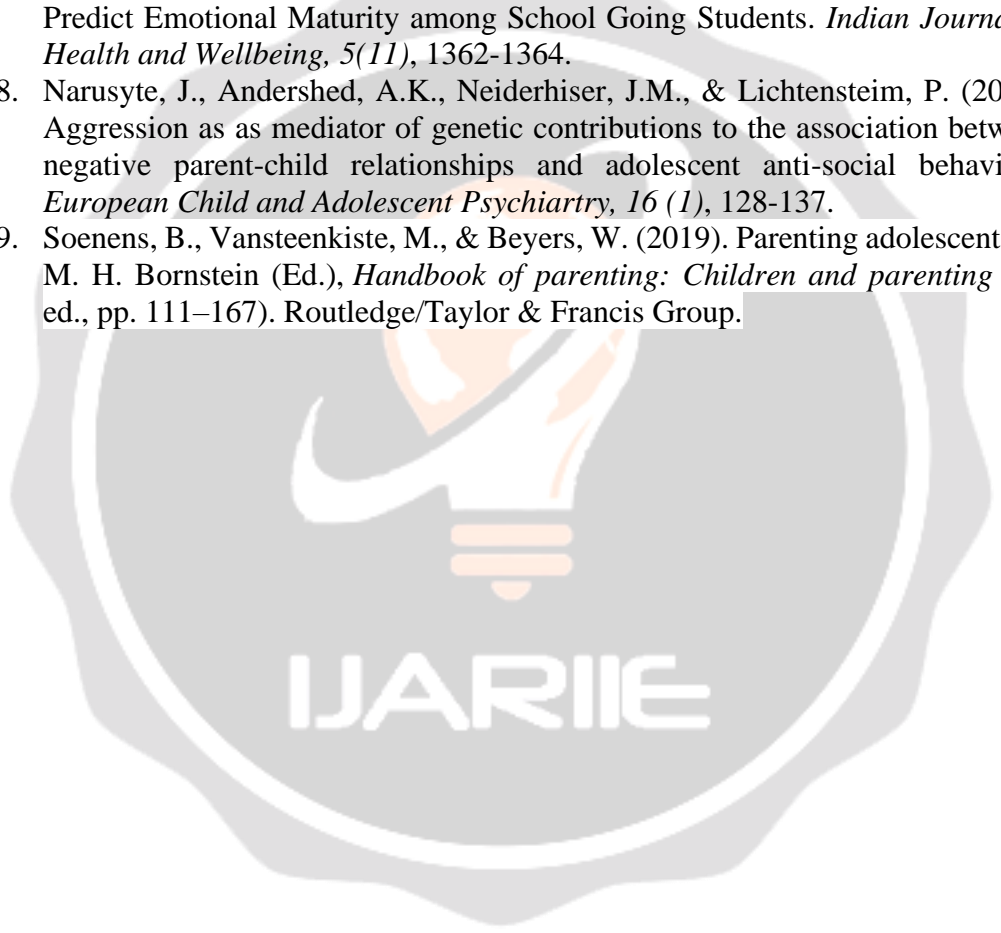 Predict Emotional Maturity among School Going Students. Indian Journa
Health and Wellbeing, 5(11), 1362-1364.
8. Narusyte, J., Andershed, A.K., Neiderhiser, J.M., & Lichtensteim, P. (20
Aggression as as mediator of genetic contributions to the association betw
negative parent-child relationships and adolescent anti-social behavi
European Child and Adolescent Psychiartry, 16 (1), 128-137.
9. Soenens, B., Vansteenkiste, M., & Beyers, W. (2019). Parenting adolescent
M. H. Bornstein (Ed.), Handbook of parenting: Children and parenting
ed., pp. 111–167). Routledge/Taylor & Francis Group.
IJARIIE